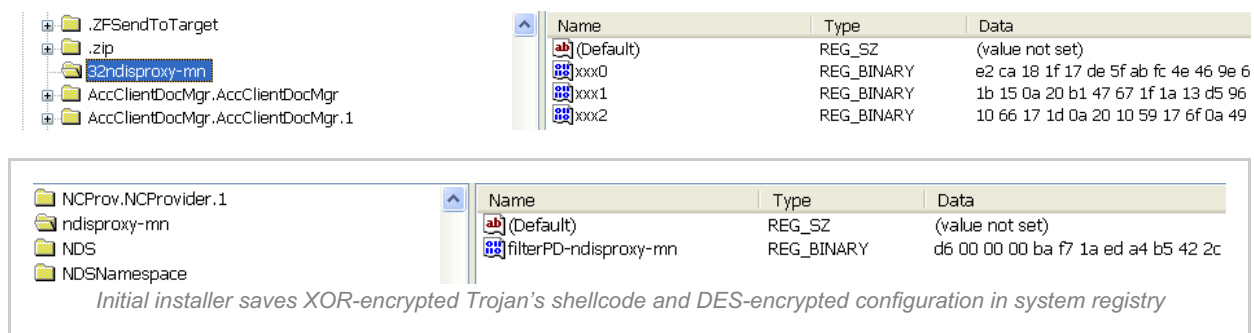 .ZFSendToTarget
.zip
32ndisproxy-mn
AccClientDocMgr.AccClientDocMgr
AccClientDocMgr.AccClientDocMgr.1
Name Type Data
(Default) REG_SZ (value not set)
xxx0 REG_BINARY e2 ca 18 1f 17 de 5f ab fc 4e 46 9e 6
xxx1 REG_BINARY 1b 15 0a 20 b1 47 67 1f 1a 13 d5 96
xxx2 REG_BINARY 10 66 17 1d 0a 20 10 59 17 6f 0a 49
NCProv.NCProvider.1
ndisproxy-mn
NDS
NDSNamespace
Name Type Data
(Default) REG_SZ (value not set)
filterPD-ndisproxy-mn REG_BINARY d6 00 00 00 ba f7 1a ed a4 b5 42 2c
Initial installer saves XOR-encrypted Trojan's shellcode and DES-encrypted configuration in system registry